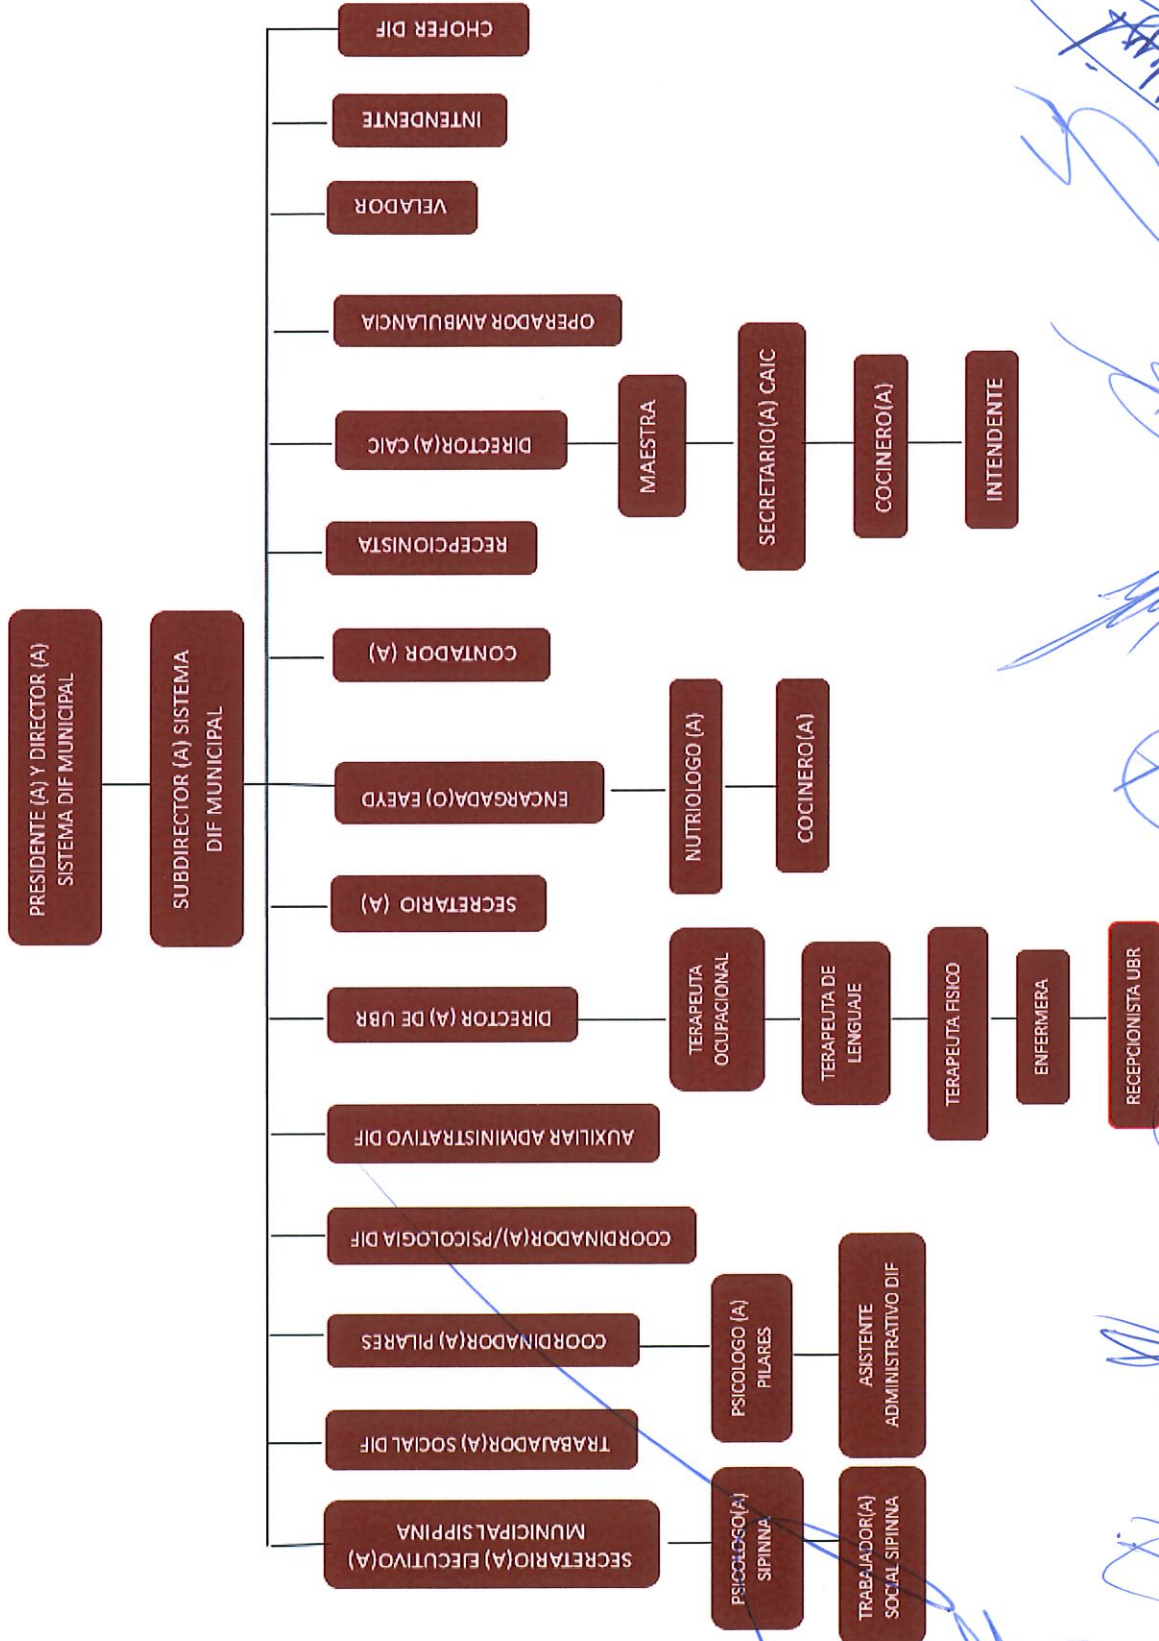 PRESIDENTE (A) Y DIRECTOR (A)
SISTEMA DIF MUNICIPAL
SUBDIRECTOR (A) SISTEMA
DIF MUNICIPAL
SECRETARIO(A) EJECUTIVO(A)
MUNICIPALSIPPINA
TRABAJADOR(A) SOCIAL DIF
COORDINADOR(A) PILARES
COORDINADOR(A)/PSICOLOGIA DIF
AUXILIAR ADMINISTRATIVO DIF
DIRECTOR (A) DE UBR
SECRETARIO (A)
ENCARGADA(O) EAEYD
CONTADOR (A)
RECEPCIONISTA
DIRECTOR(A) CAIC
OPERADOR AMBULANCIA
VELADOR
INTENDENTE
CHOFER DIF
PSICOLOGO(A)
SIPINNA
TRABAJADOR(A)
SOCIAL SIPINNA
PSICOLOGO (A)
PILARES
ASISTENTE
ADMINISTRATIVO DIF
TERAPEUTA
OCUPACIONAL
TERAPEUTA DE
LENGUAJE
TERAPEUTA FISICO
ENFERMERA
RECEPCIONISTA UBR
NUTRIOLOGO (A)
COCINERO(A)
MAESTRA
SECRETARIO(A) CAIC
COCINERO(A)
INTENDENTE